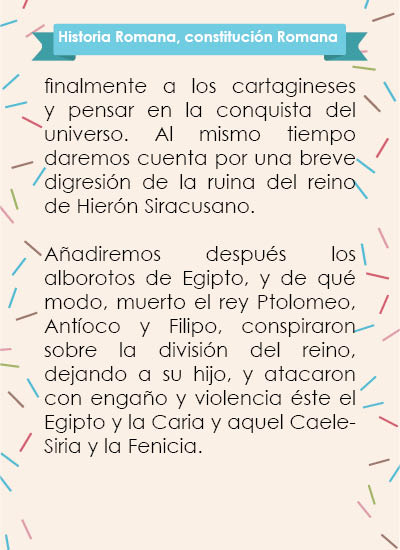 Historia Romana, constitución Romana
finalmente a los cartagineses
y pensar en la conquista del
universo. Al mismo tiempo
daremos cuenta por una breve
digresión de la ruina del reino
de Hierón Siracusano.
Añadiremos después los
alborotos de Egipto, y de qué
modo, muerto el rey Ptolomeo,
Antíoco y Filipo, conspiraron
sobre la división del reino,
dejando a su hijo, y atacaron
con engaño y violencia éste el
Egipto y la Caria y aquel Caele-
Siria y la Fenicia.